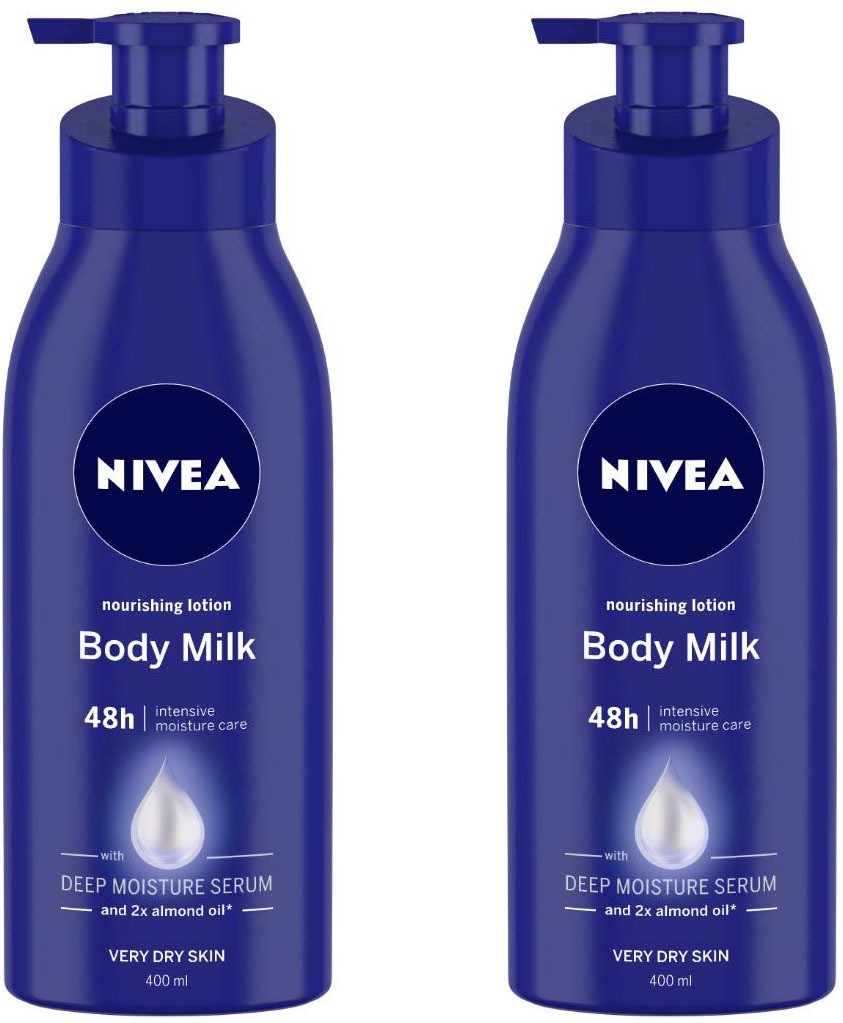 NIVEA
nourishing lotion
Body Milk
48h
intensive
moisture care
with
DEEP MOISTURE SERUM
and 2x almond oil*
VERY DRY SKIN
400 ml
NIVEA
nourishing lotion
Body Milk
48h
intensive
moisture care
with
DEEP MOISTURE SERUM
and 2x almond oil*
VERY DRY SKIN
400 ml